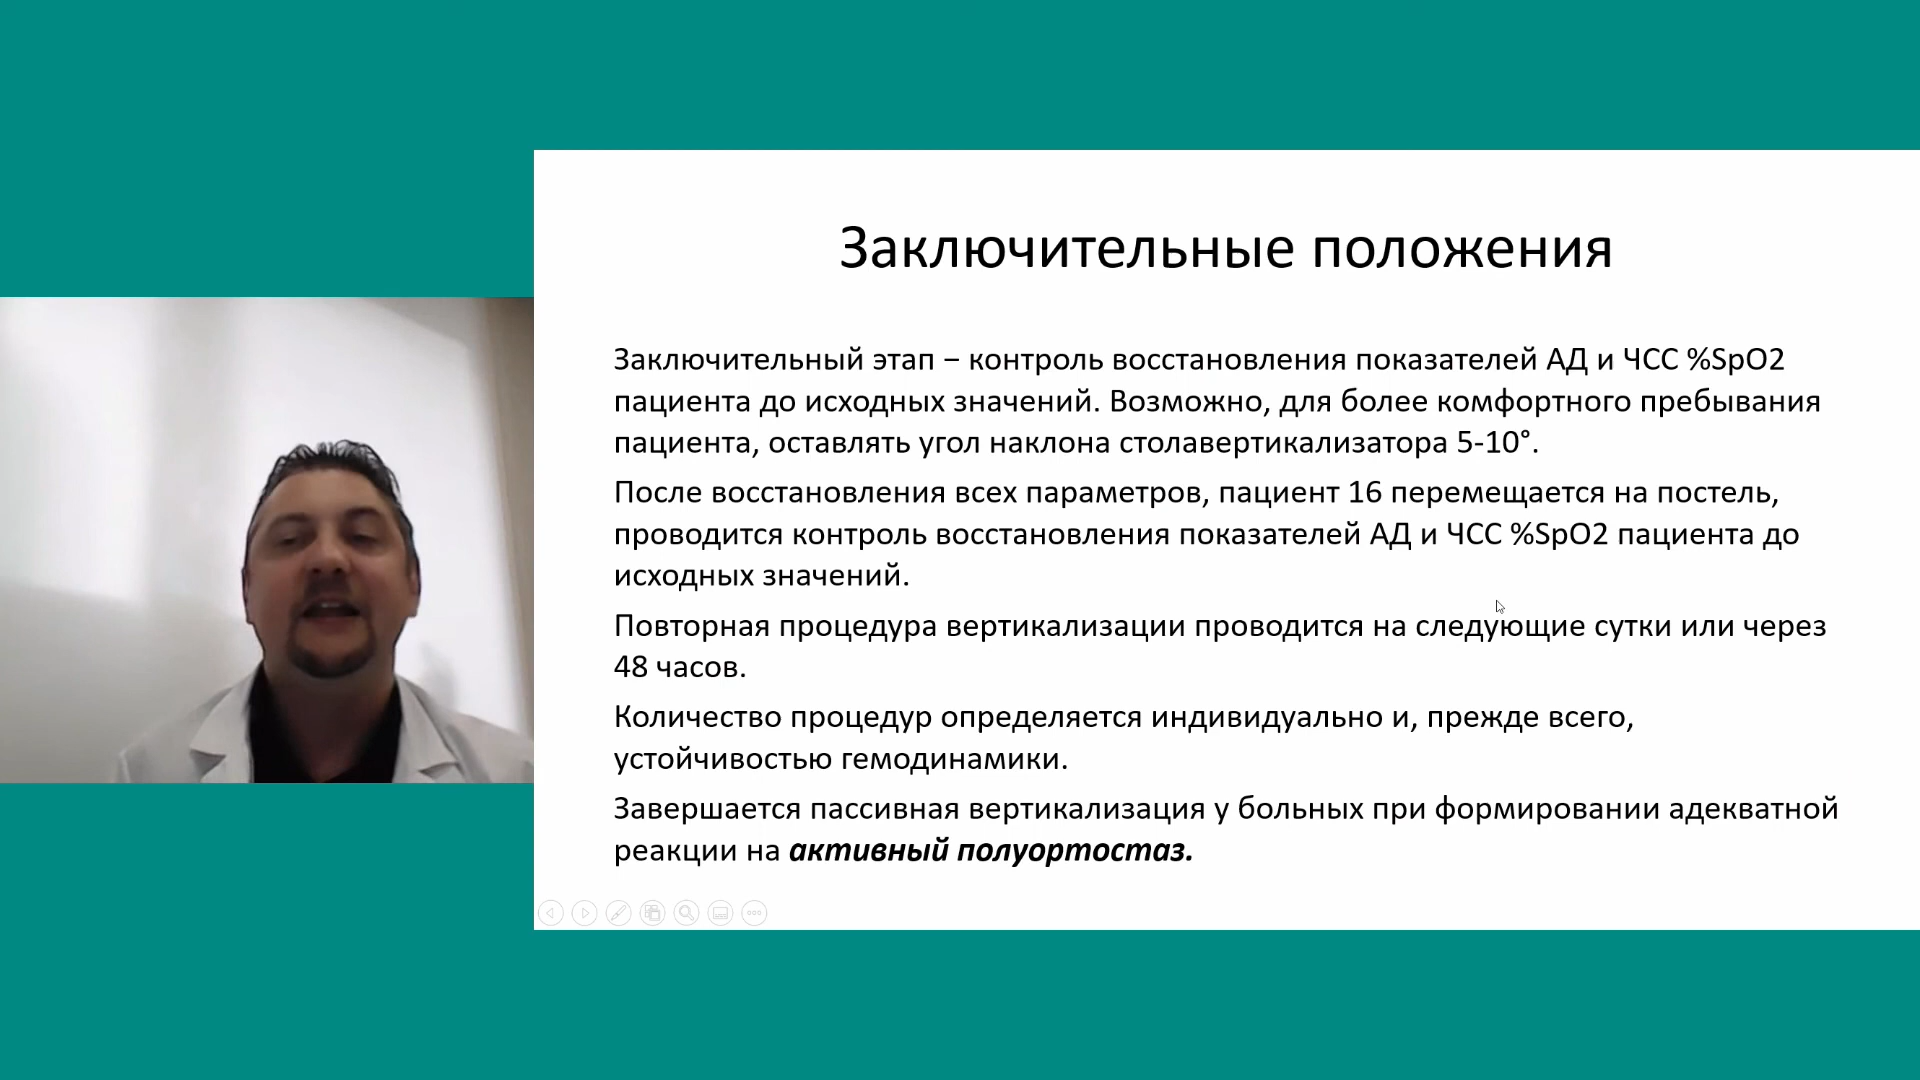 Заключительные положения
Заключительный этап – контроль восстановления показателей АД и ЧСС %SpO2
пациента до исходных значений. Возможно, для более комфортного пребывания
пациента, оставлять угол наклона столавертикализатора 5-10°.
После восстановления всех параметров, пациент 16 перемещается на постель,
проводится контроль восстановления показателей АД и ЧСС %SpO2 пациента до
исходных значений.
Повторная процедура вертикализации проводится на следующие сутки или через
48 часов.
Количество процедур определяется индивидуально и, прежде всего,
устойчивостью гемодинамики.
Завершается пассивная вертикализация у больных при формировании адекватной
реакции на активный полуортостаз.